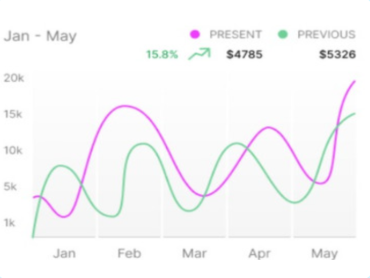 Jan - May PRESENT PREVIOUS
15.8% $4785 $5326
20k
15k
10k
5k
1k
Jan Feb Mar Apr May